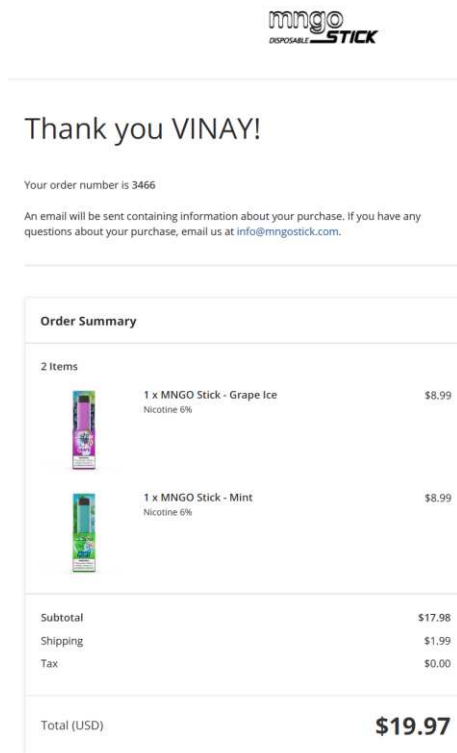 mngo
DISPOSABLE STICK
Thank you VINAY!
Your order number is 3466
An email will be sent containing information about your purchase. If you have any
questions about your purchase, email us at info@mngostick.com.
Order Summary
2 Items
1 x MNGO Stick - Grape Ice $8.99
Nicotine 6%
1 x MNGO Stick - Mint $8.99
Nicotine 6%
Subtotal $17.98
Shipping $1.99
Tax $0.00
Total (USD) $19.97